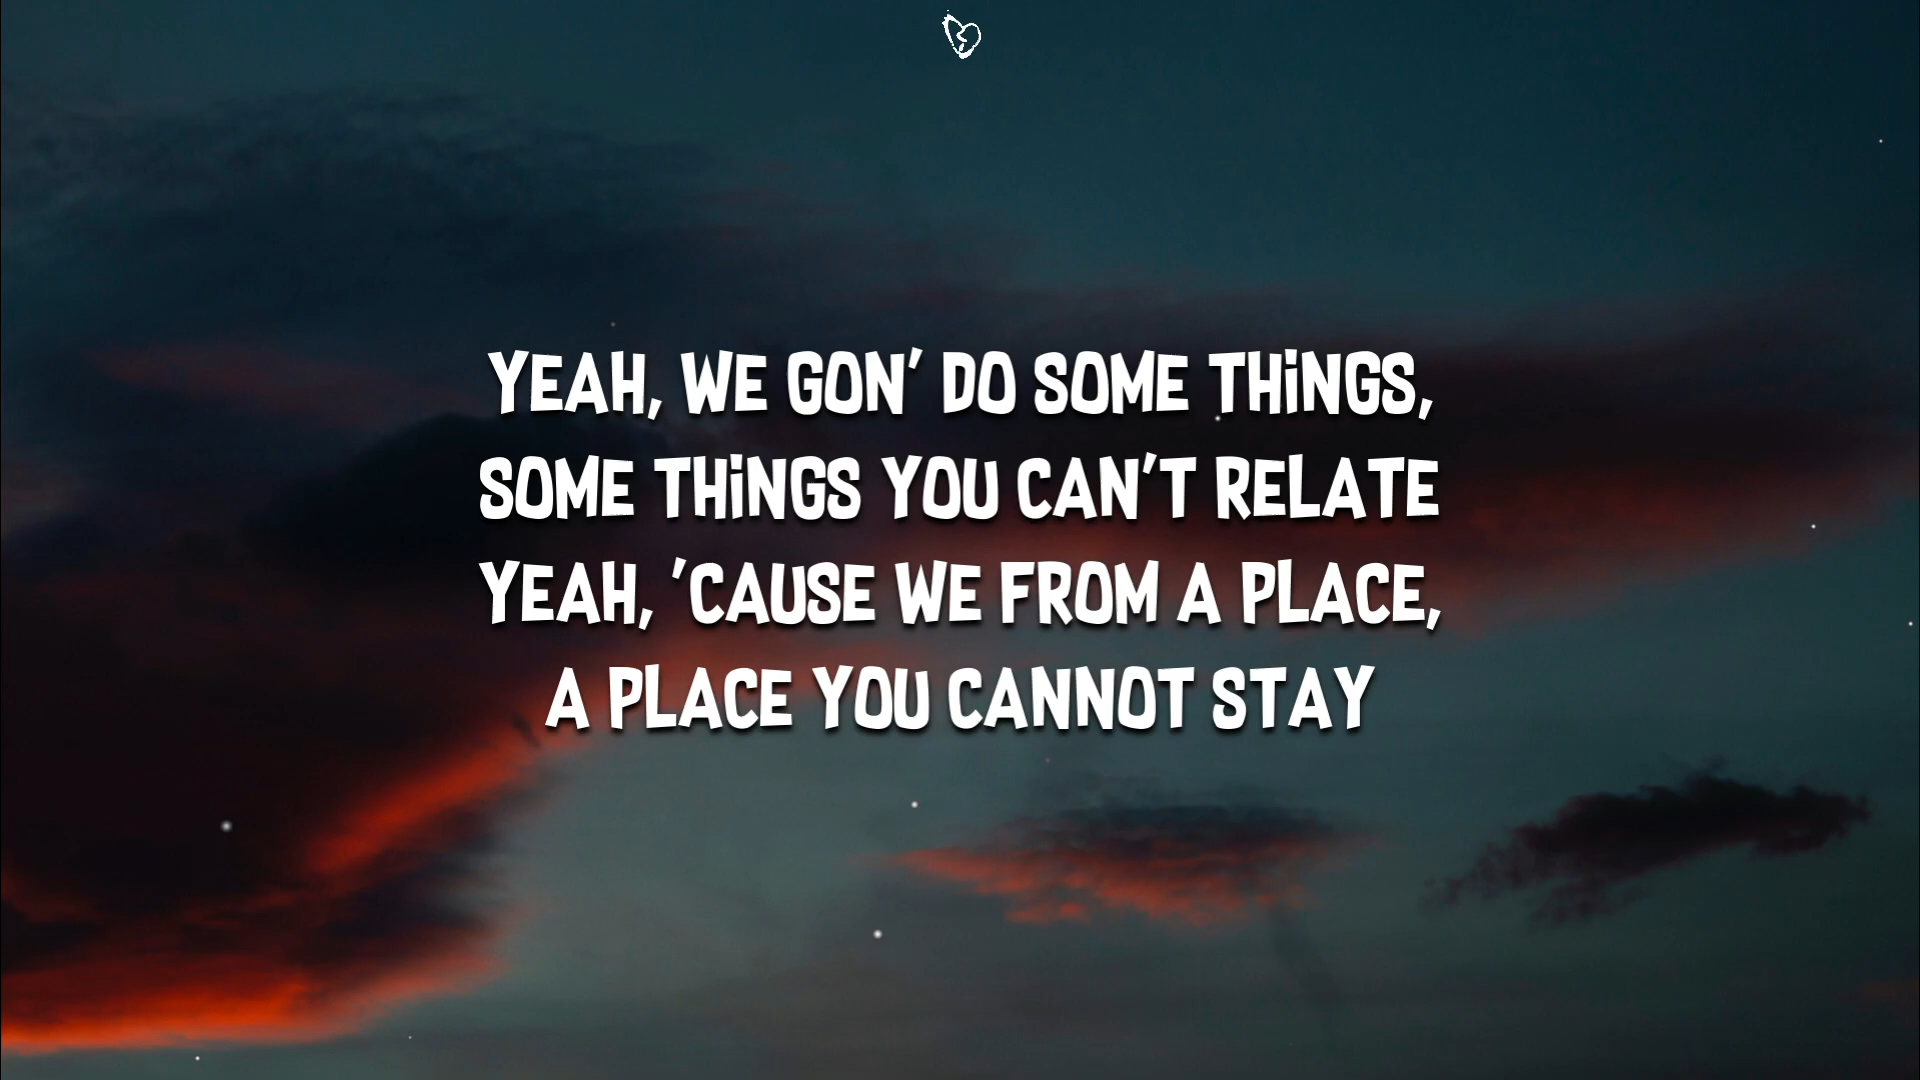 YEAH, WE GON' DO SOME THINGS,
SOME THINGS YOU CAN'T RELATE
YEAH, 'CAUSE WE FROM A PLACE,
A PLACE YOU CANNOT STAY